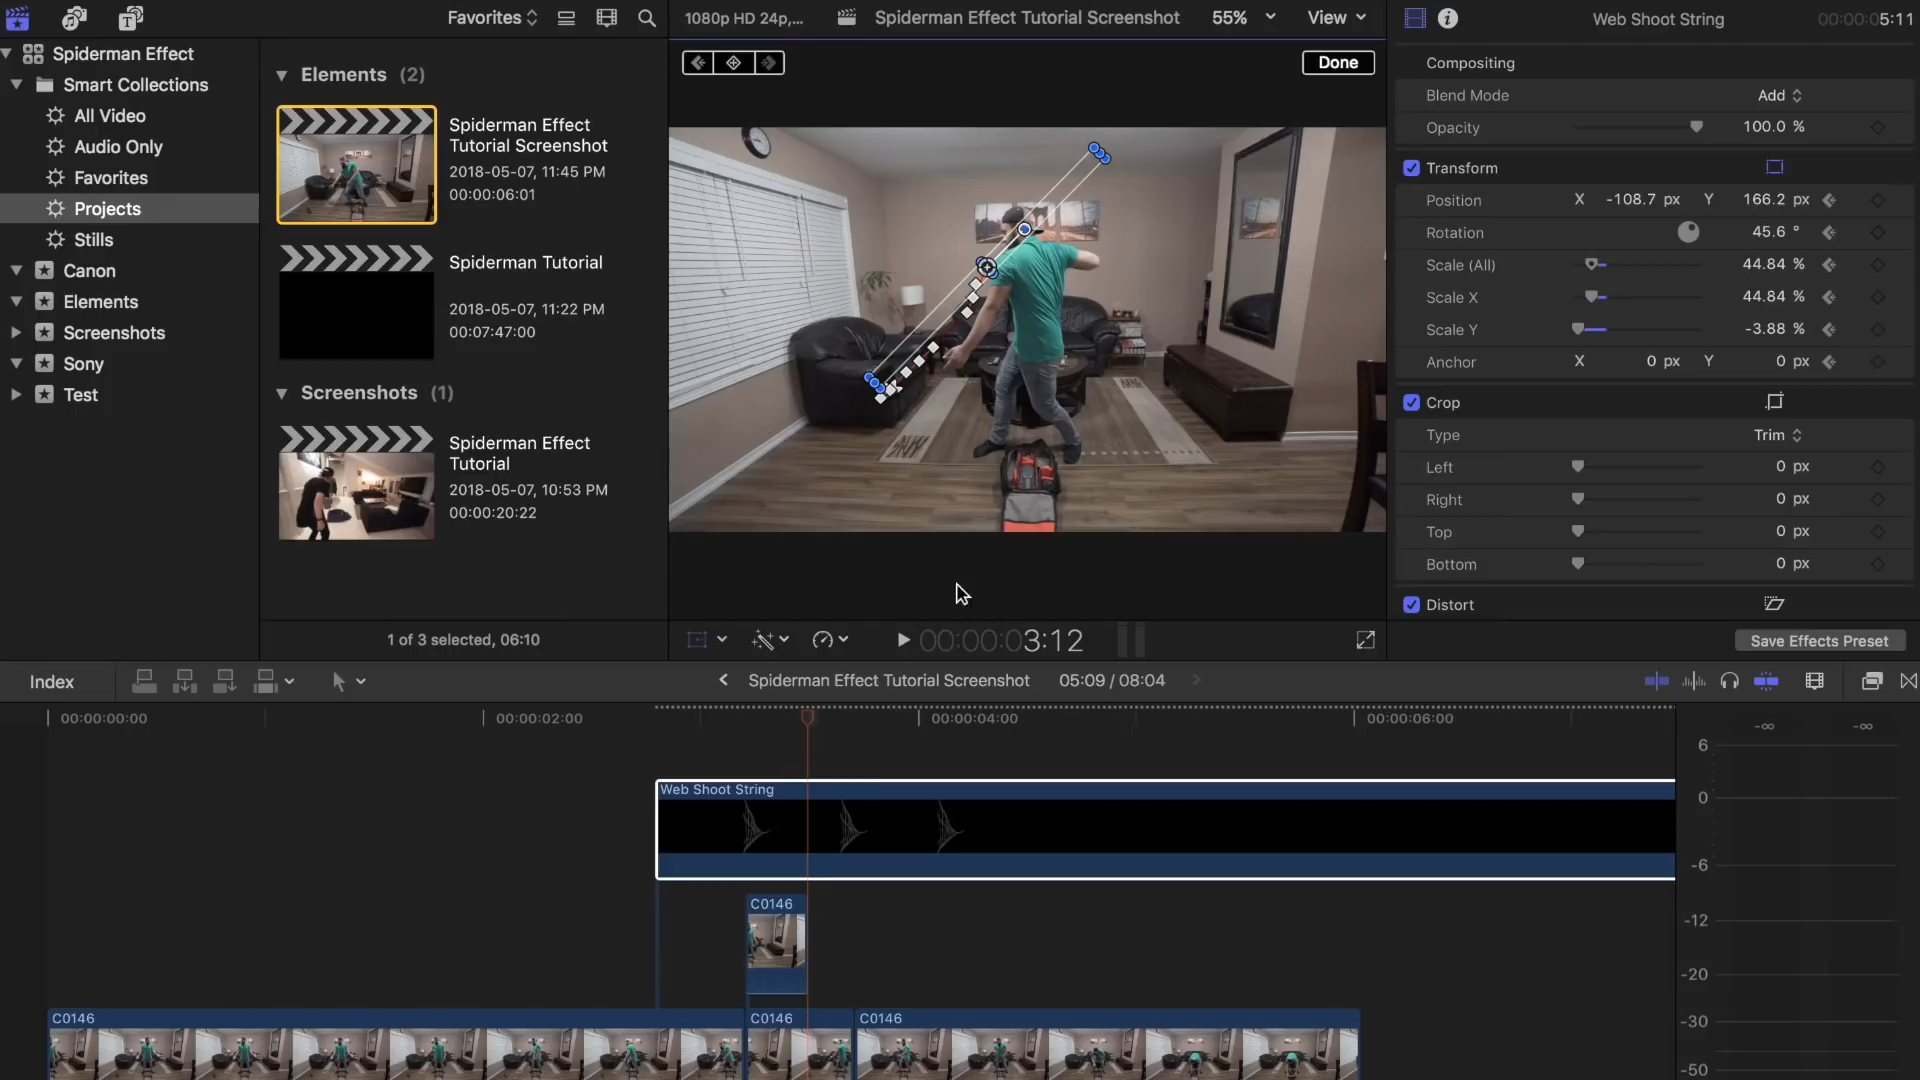 Favorites
1080p HD 24p,...
Spiderman Effect Tutorial Screenshot
55%
View
Web Shoot String
00:00:05:11
Spiderman Effect
Smart Collections
All Video
Audio Only
Favorites
Projects
Stills
Canon
Elements
Screenshots
Sony
Test
Elements (2)
Spiderman Effect
Tutorial Screenshot
2018-05-07, 11:45 PM
00:00:06:01
Spiderman Tutorial
2018-05-07, 11:22 PM
00:07:47:00
Screenshots (1)
Spiderman Effect
Tutorial
2018-05-07, 10:53 PM
00:00:20:22
1 of 3 selected, 06:10
Done
00:00:03:12
Compositing
Blend Mode Add
Opacity 100.0 %
Transform
Position X -108.7 px Y 166.2 px
Rotation 45.6 °
Scale (All) 44.84 %
Scale X 44.84 %
Scale Y -3.88 %
Anchor X 0 px Y 0 px
Crop
Type Trim
Left 0 px
Right 0 px
Top 0 px
Bottom 0 px
Distort
Save Effects Preset
Index
Spiderman Effect Tutorial Screenshot
05:09 / 08:04
00:00:00:00
00:00:02:00
00:00:04:00
00:00:06:00
Web Shoot String
C0146
C0146
C0146
C0146
-∞ -∞
6
0
-6
-12
-20
-30
-50